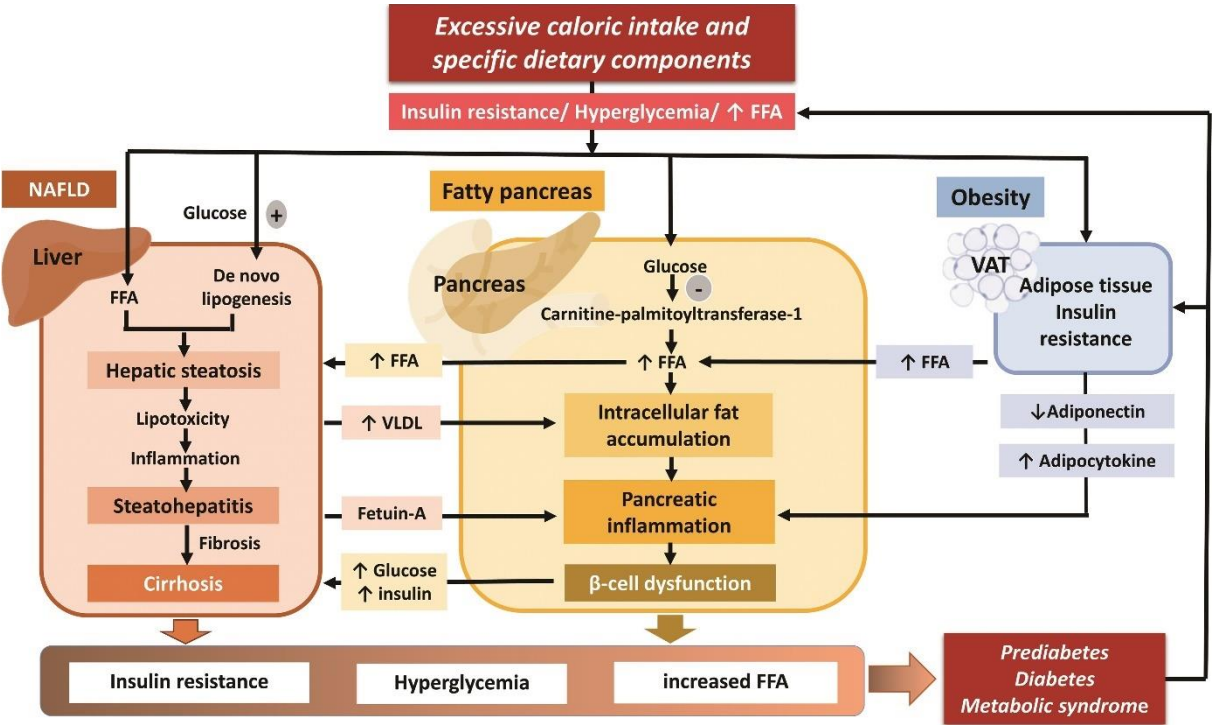 Excessive caloric intake and
specific dietary components
Insulin resistance/ Hyperglycemia/ ↑ FFA
NAFLD
Liver
Glucose
+
FFA
De novo
lipogenesis
Hepatic steatosis
Lipotoxicity
Inflammation
Steatohepatitis
Fibrosis
Cirrhosis
↑ FFA
↑ VLDL
Fetuin-A
↑ Glucose
↑ insulin
Fatty pancreas
Pancreas
Glucose
-
Carnitine-palmitoyltransferase-1
↑ FFA
Intracellular fat
accumulation
Pancreatic
inflammation
β-cell dysfunction
↑ FFA
Obesity
VAT
Adipose tissue
Insulin
resistance
↓Adiponectin
↑ Adipocytokine
Insulin resistance
Hyperglycemia
increased FFA
Prediabetes
Diabetes
Metabolic syndrome